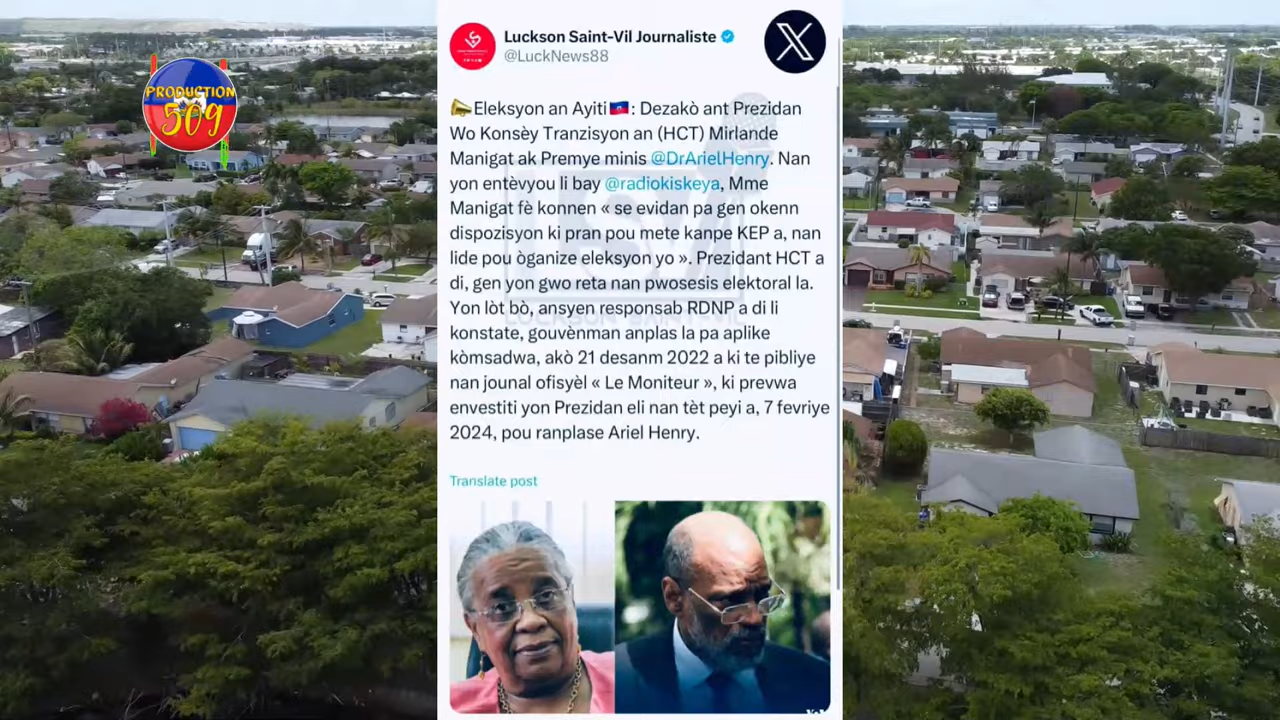 PRODUCTION
509
Luckson Saint-Vil Journaliste
@LuckNews88
X
📣Eleksyon an Ayiti🇭🇹: Dezakò ant Prezidan
Wo Konsèy Tranzisyon an (HCT) Mirlande
Manigat ak Premye minis @DrArielHenry. Nan
yon entèvyou li bay @radiokiskeya, Mme
Manigat fè konnen « se evidan pa gen okenn
dispozisyon ki pran pou mete kanpe KEP a, nan
lide pou òganize eleksyon yo ». Prezidant HCT a
di, gen yon gwo reta nan pwosesis elektoral la.
Yon lòt bò, ansyen responsab RDNP a di li
konstate, gouvènman anplas la pa aplike
kòmsadwa, akò 21 desanm 2022 a ki te pibliye
nan jounal ofisyèl « Le Moniteur », ki prevwa
envestiti yon Prezidan eli nan tèt peyi a, 7 fevriye
2024, pou ranplase Ariel Henry.
LUCKSON SAINT-VIL
Translate post